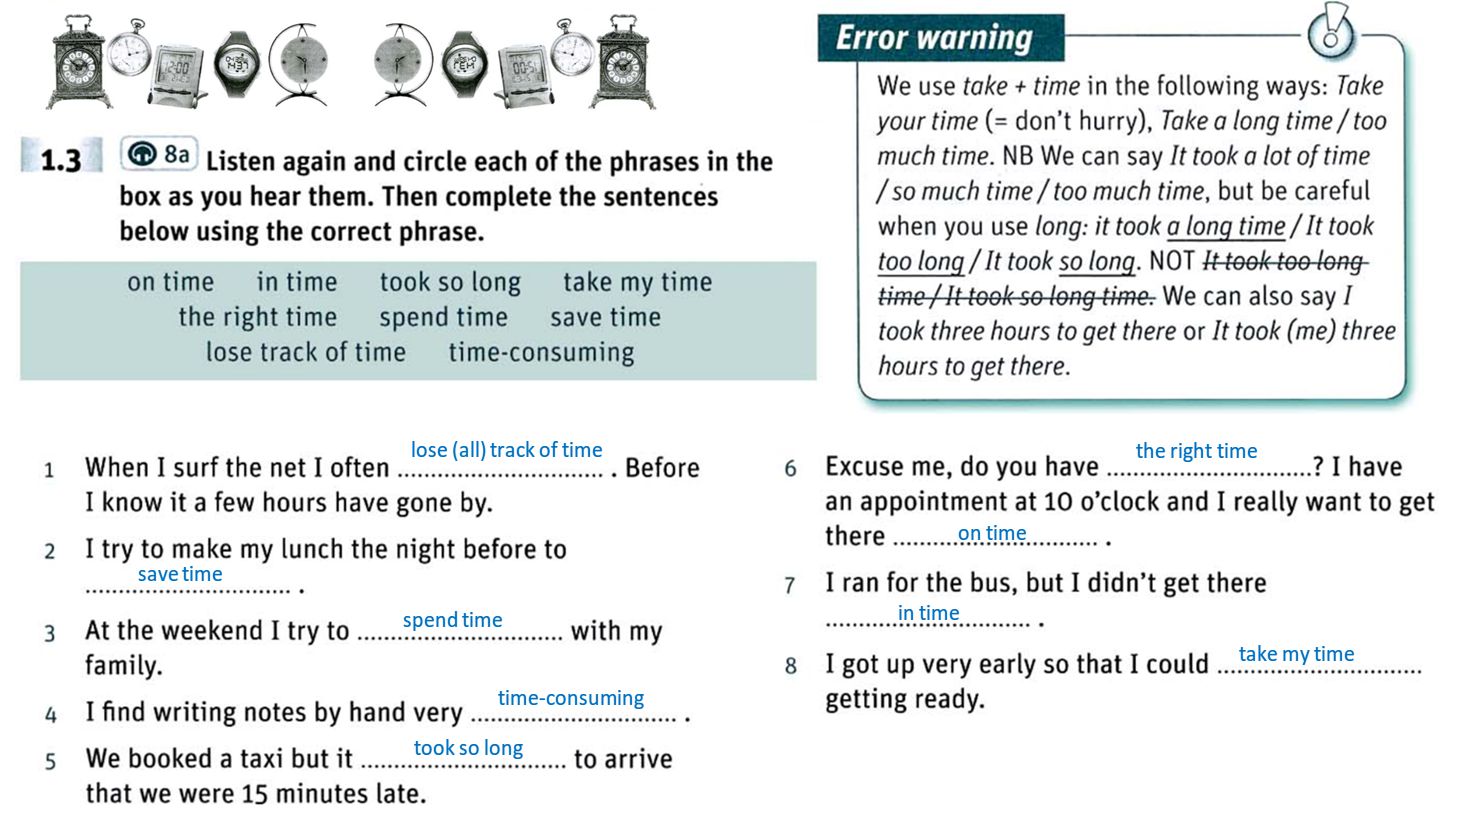 1.3 8a Listen again and circle each of the phrases in the
box as you hear them. Then complete the sentences
below using the correct phrase.
on time in time took so long take my time
the right time spend time save time
lose track of time time-consuming
Error warning
We use take + time in the following ways: Take
your time (= don't hurry), Take a long time / too
much time. NB We can say It took a lot of time
/ so much time / too much time, but be careful
when you use long: it took a long time / It took
too long / It took so long. NOT It took too long
time / It took so long time. We can also say I
took three hours to get there or It took (me) three
hours to get there.
1 When I surf the net I often lose (all) track of time . Before
I know it a few hours have gone by.
2 I try to make my lunch the night before to
save time .
3 At the weekend I try to spend time with my
family.
4 I find writing notes by hand very time-consuming .
5 We booked a taxi but it took so long to arrive
that we were 15 minutes late.
6 Excuse me, do you have the right time ? I have
an appointment at 10 o'clock and I really want to get
there on time .
7 I ran for the bus, but I didn't get there
in time .
8 I got up very early so that I could take my time
getting ready.